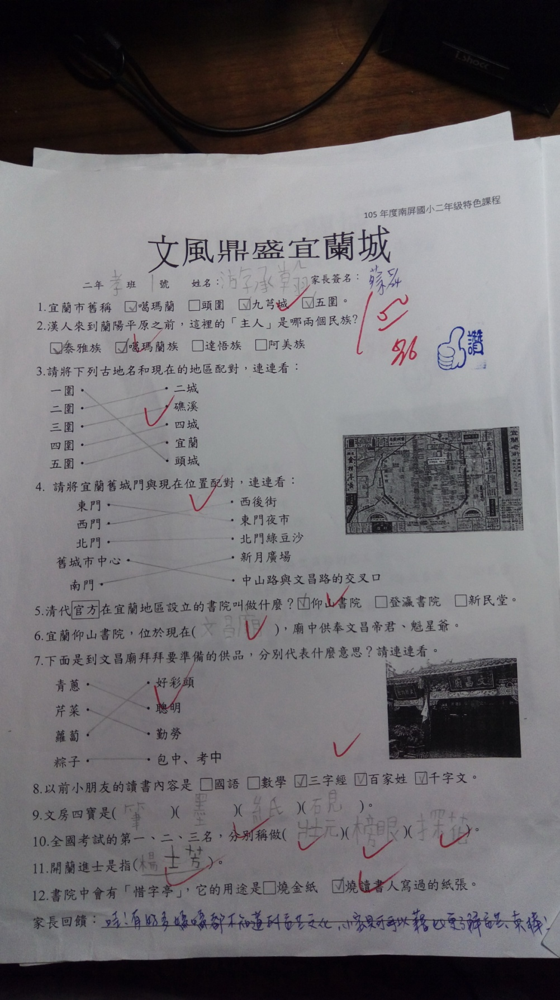 i.shock
105 年度南屏國小二年級特色課程
文風鼎盛宜蘭城
二年 孝 班 1 號 姓名：游承 家長簽名：
1.宜蘭市舊稱 ☑噶瑪蘭 □頭圍 ☑九芎城 ☑五圍。
2.漢人來到蘭陽平原之前，這裡的「主人」是哪兩個民族?
☑泰雅族 ☑噶瑪蘭族 □達悟族 □阿美族
讚
3.請將下列古地名和現在的地區配對，連連看：
一圍・ ・二城
二圍・ ・礁溪
三圍・ ・四城
四圍・ ・宜蘭
五圍・ ・頭城
4. 請將宜蘭舊城門與現在位置配對，連連看：
東門・ ・西後街
西門・ ・東門夜市
北門・ ・北門綠豆沙
舊城市中心・ ・新月廣場
南門・ ・中山路與文昌路的交叉口
5.清代官方在宜蘭地區設立的書院叫做什麼？☑仰山書院 □登瀛書院 □新民堂。
6.宜蘭仰山書院，位於現在( 文昌廟 )，廟中供奉文昌帝君、魁星爺。
7.下面是到文昌廟拜拜要準備的供品，分別代表什麼意思？請連連看。
青蔥・ ・好彩頭
芹菜・ ・聰明
蘿蔔・ ・勤勞
粽子・ ・包中、考中
文昌廟
8.以前小朋友的讀書內容是 □國語 □數學 ☑三字經 ☑百家姓 ☑千字文。
9.文房四寶是( 筆 )( 墨 )( 紙 )( 硯 )。
10.全國考試的第一、二、三名，分別稱做( 狀元 )( 榜眼 )( 探花 )。
11.開蘭進士是指( 楊士芳 )。
12.書院中會有「惜字亭」，它的用途是□燒金紙 ☑燒讀書人寫過的紙張。
家長回饋： 哇！有好多媽媽都不知道的文化，可以藉此更了解